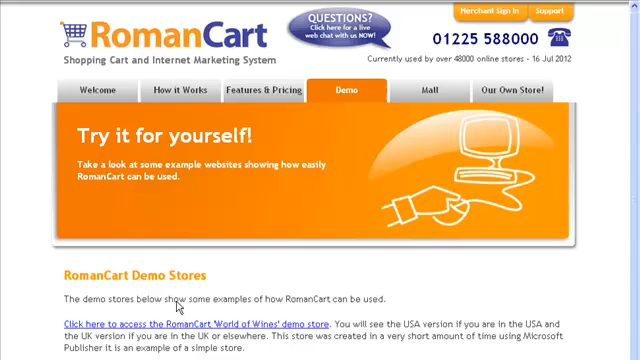 Merchant Sign In Support
QUESTIONS?
Click here for a live
web chat with us NOW!
RomanCart
01225 588000
Shopping Cart and Internet Marketing System
Currently used by over 48000 online stores - 16 Jul 2012
Welcome How it Works Features & Pricing Demo Mall Our Own Store!
Try it for yourself!
Take a look at some example websites showing how easily
RomanCart can be used.
RomanCart Demo Stores
The demo stores below show some examples of how RomanCart can be used.
Click here to access the RomanCart 'World of Wines' demo store. You will see the USA version if you are in the USA and
the UK version if you are in the UK or elsewhere. This store was created in a very short amount of time using Microsoft
Publisher it is an example of a simple store.